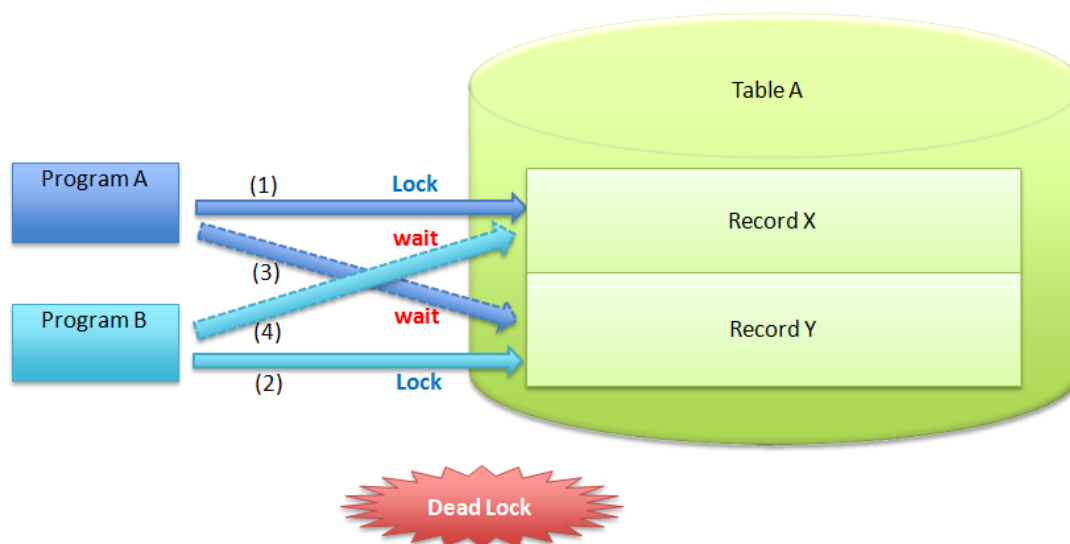 Table A
Program A
(1)
Lock
Record X
wait
(3)
Program B
(4)
wait
Record Y
(2)
Lock
Dead Lock